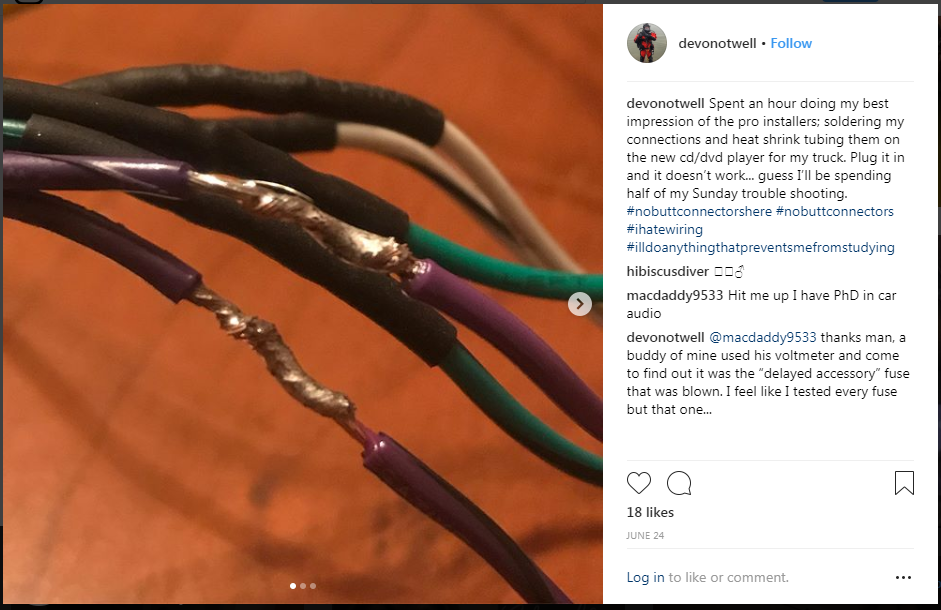 devonotwell • Follow
devonotwell Spent an hour doing my best
impression of the pro installers; soldering my
connections and heat shrink tubing them on
the new cd/dvd player for my truck. Plug it in
and it doesn't work... guess I'll be spending
half of my Sunday trouble shooting.
#nobuttconnectorshere #nobuttconnectors
#ihatewiring
#illdoanythingthatpreventsmefromstudying
hibiscusdiver □□♂
macdaddy9533 Hit me up I have PhD in car
audio
devonotwell @macdaddy9533 thanks man, a
buddy of mine used his voltmeter and come
to find out it was the “delayed accessory” fuse
that was blown. I feel like I tested every fuse
but that one...
18 likes
JUNE 24
Log in to like or comment.